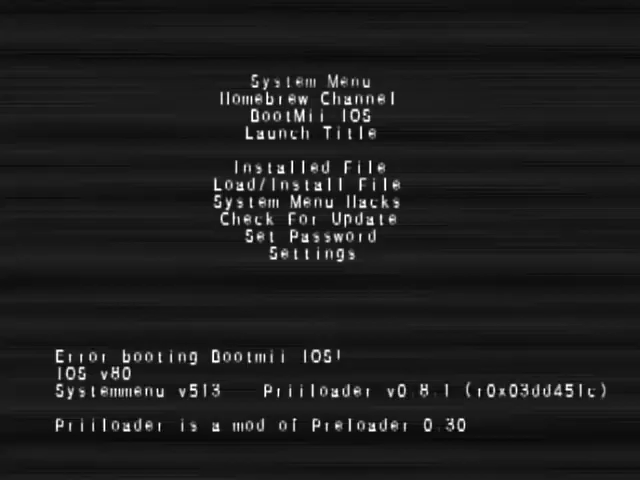 System Menu
Homebrew Channel
BootMii IOS
Launch Title
Installed File
Load/Install File
System Menu Hacks
Check For Update
Set Password
Settings
Error booting Bootmii IOS!
IOS v80
Systemmenu v513 Priiloader v0.8.1 (r0x03dd451c)
Priiloader is a mod of Preloader 0.30